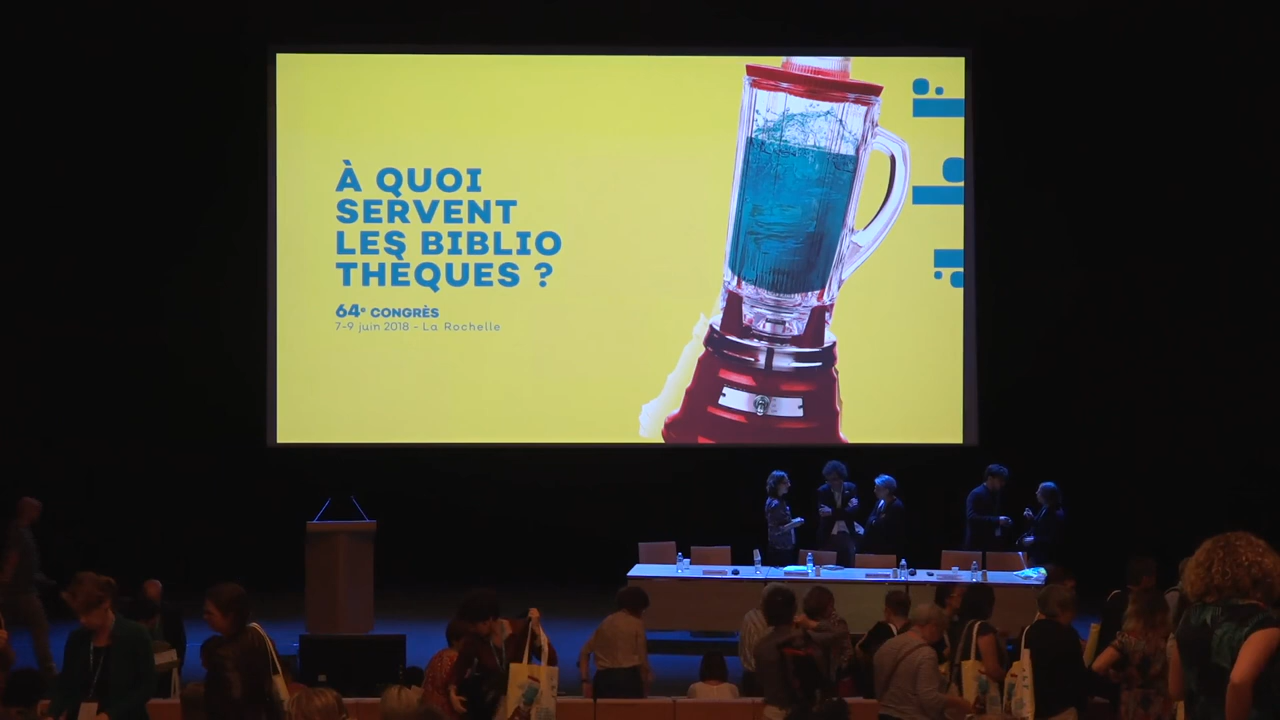 À QUOI
SERVENT
LES BIBLIO
THÈQUES ?
64e CONGRÈS
7-9 juin 2018 - La Rochelle